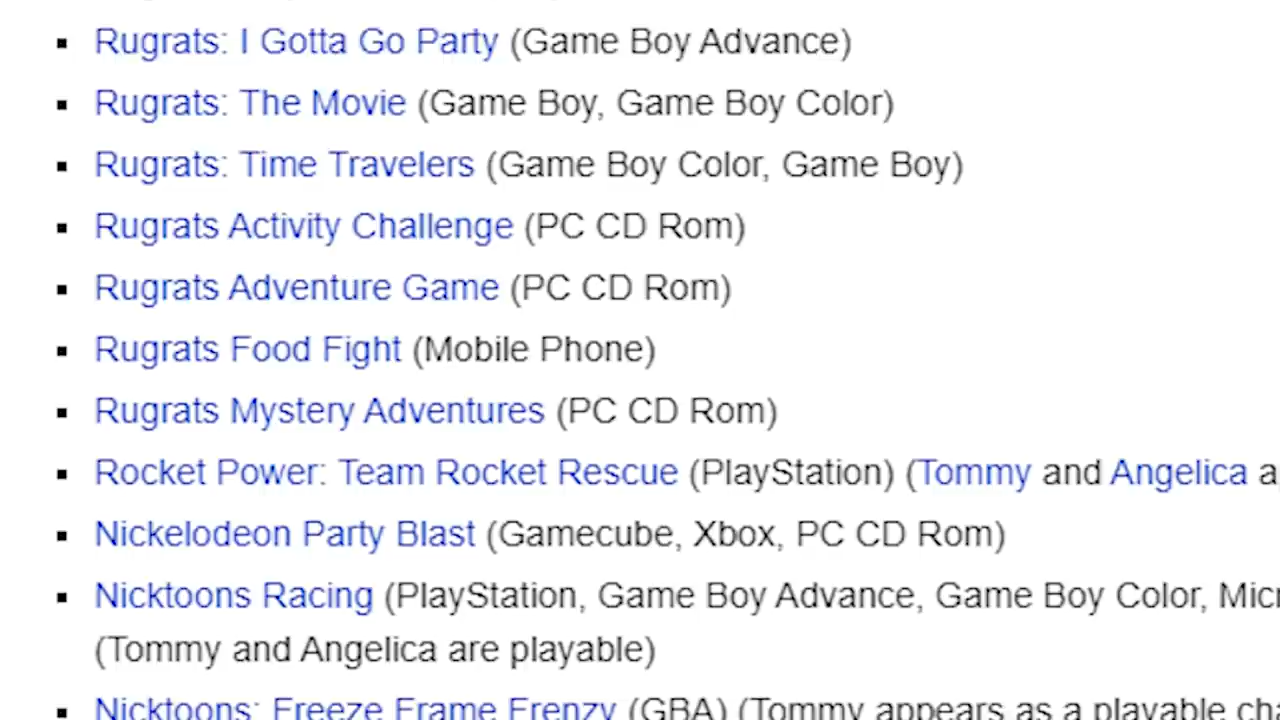 Rugrats: I Gotta Go Party (Game Boy Advance)
Rugrats: The Movie (Game Boy, Game Boy Color)
Rugrats: Time Travelers (Game Boy Color, Game Boy)
Rugrats Activity Challenge (PC CD Rom)
Rugrats Adventure Game (PC CD Rom)
Rugrats Food Fight (Mobile Phone)
Rugrats Mystery Adventures (PC CD Rom)
Rocket Power: Team Rocket Rescue (PlayStation) (Tommy and Angelica
Nickelodeon Party Blast (Gamecube, Xbox, PC CD Rom)
Nicktoons Racing (PlayStation, Game Boy Advance, Game Boy Color,
(Tommy and Angelica are playable)
Nicktoons: Freeze Frame Frenzy (GBA) (Tommy appears as a playable